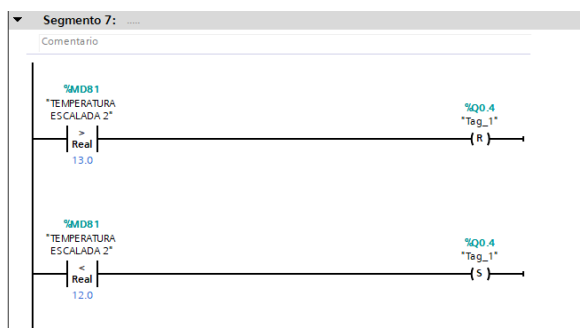 Segmento 7: .....
Comentario
%MD81
"TEMPERATURA
ESCALADA 2"
>
Real
13.0
%Q0.4
"Tag_1"
R
%MD81
"TEMPERATURA
ESCALADA 2"
<
Real
12.0
%Q0.4
"Tag_1"
S